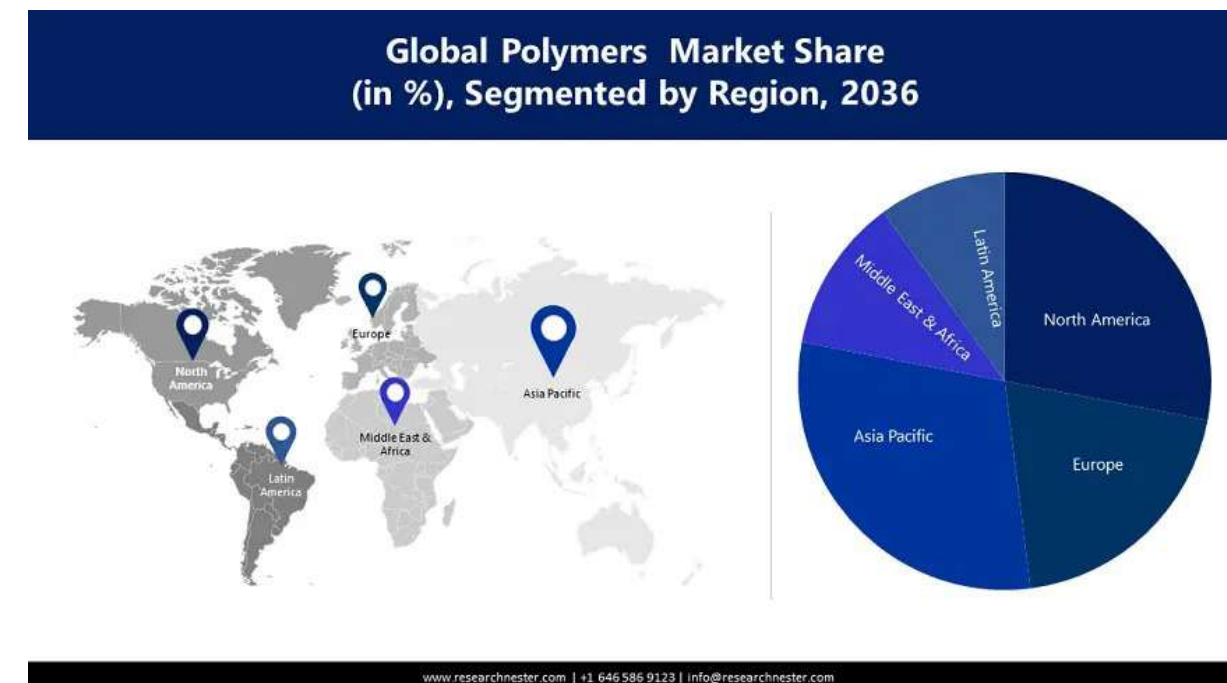 Global Polymers Market Share
(in %), Segmented by Region, 2036
Europe
North
America
Asia Pacific
Middle East &
Africa
Latin
America
Latin America
Middle East & Africa
North America
Asia Pacific
Europe
www.researchnester.com | +1 646 586 9123 | info@researchnester.com